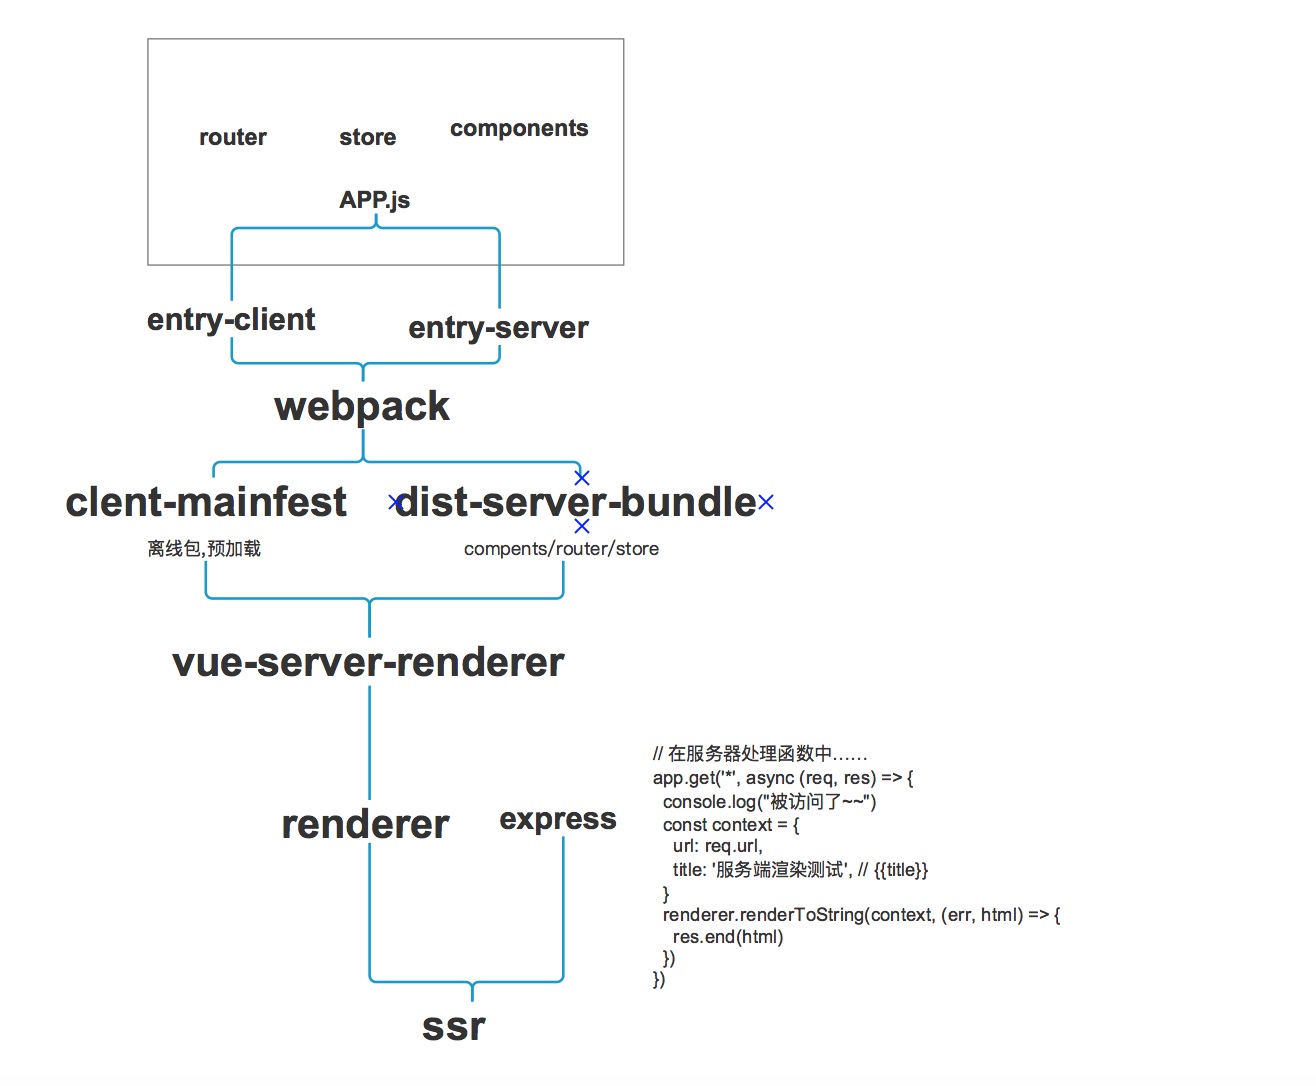 router
store
components
APP.js
entry-client
entry-server
webpack
clent-mainfest
dist-server-bundle
离线包,预加载
compents/router/store
vue-server-renderer
renderer
express
// 在服务器处理函数中……
app.get('*', async (req, res) => {
console.log("被访问了~~")
const context = {
url: req.url,
title: '服务端渲染测试', // {{title}}
}
renderer.renderToString(context, (err, html) => {
res.end(html)
})
})
ssr